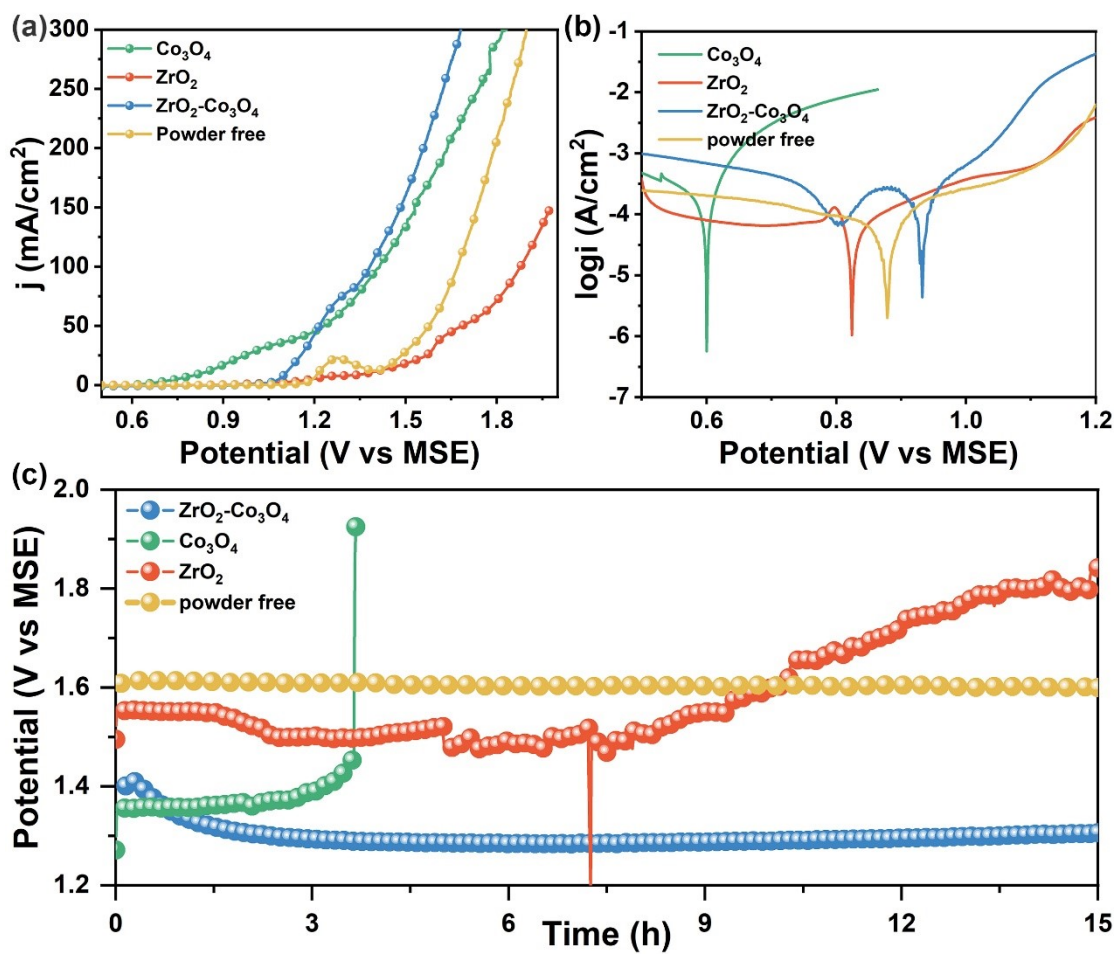 (a)
300
250
200
150
100
50
0
j (mA/cm²)
Co₃O₄
ZrO₂
ZrO₂-Co₃O₄
Powder free
0.6 0.9 1.2 1.5 1.8
Potential (V vs MSE)
(b)
-1
-2
-3
-4
-5
-6
-7
logi (A/cm²)
Co₃O₄
ZrO₂
ZrO₂-Co₃O₄
powder free
0.6 0.8 1.0 1.2
Potential (V vs MSE)
(c)
2.0
1.8
1.6
1.4
1.2
Potential (V vs MSE)
ZrO₂-Co₃O₄
Co₃O₄
ZrO₂
powder free
0 3 6 9 12 15
Time (h)